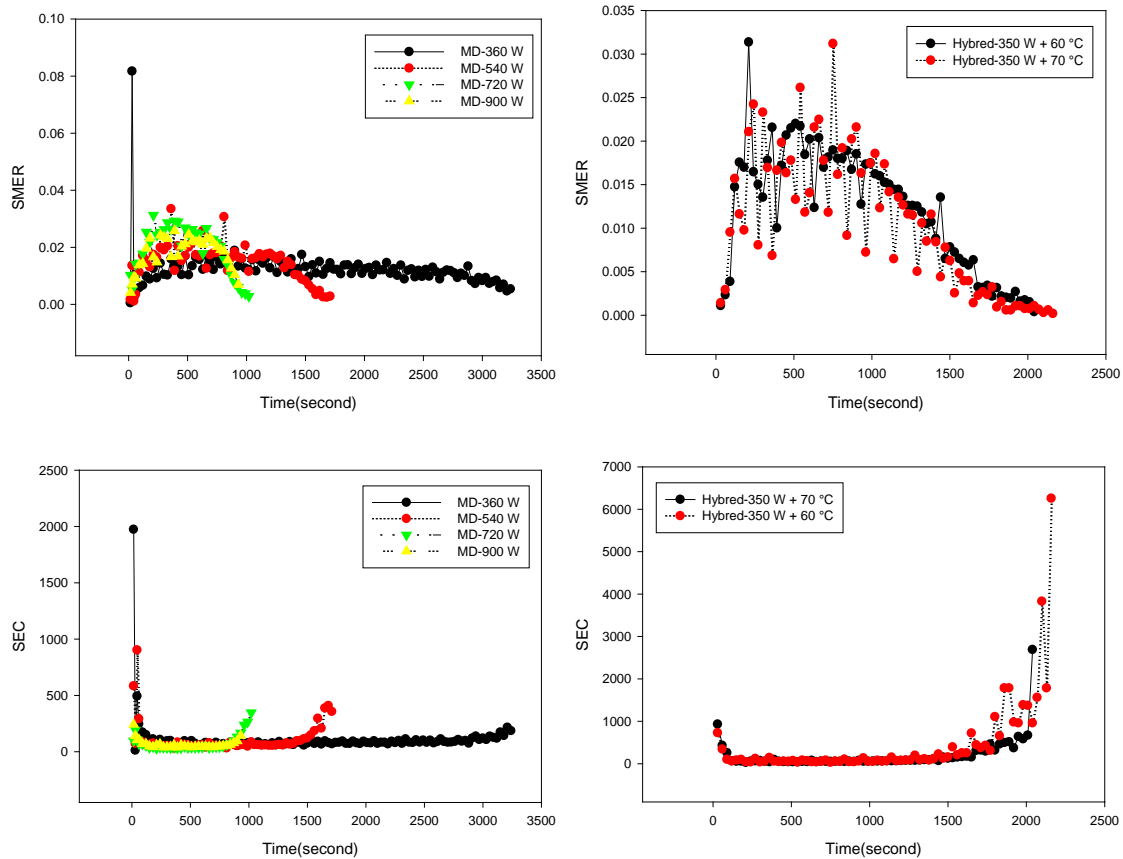 0.10
0.08
0.06
0.04
0.02
0.00
SMER
MD-360 W
MD-540 W
MD-720 W
MD-900 W
0 500 1000 1500 2000 2500 3000 3500
Time(second)
0.035
0.030
0.025
0.020
0.015
0.010
0.005
0.000
SMER
Hybred-350 W + 60 °C
Hybred-350 W + 70 °C
0 500 1000 1500 2000 2500
Time(second)
2500
2000
1500
1000
500
0
SEC
MD-360 W
MD-540 W
MD-720 W
MD-900 W
0 500 1000 1500 2000 2500 3000 3500
Time(second)
7000
6000
5000
4000
3000
2000
1000
0
SEC
Hybred-350 W + 70 °C
Hybred-350 W + 60 °C
0 500 1000 1500 2000 2500
Time(second)